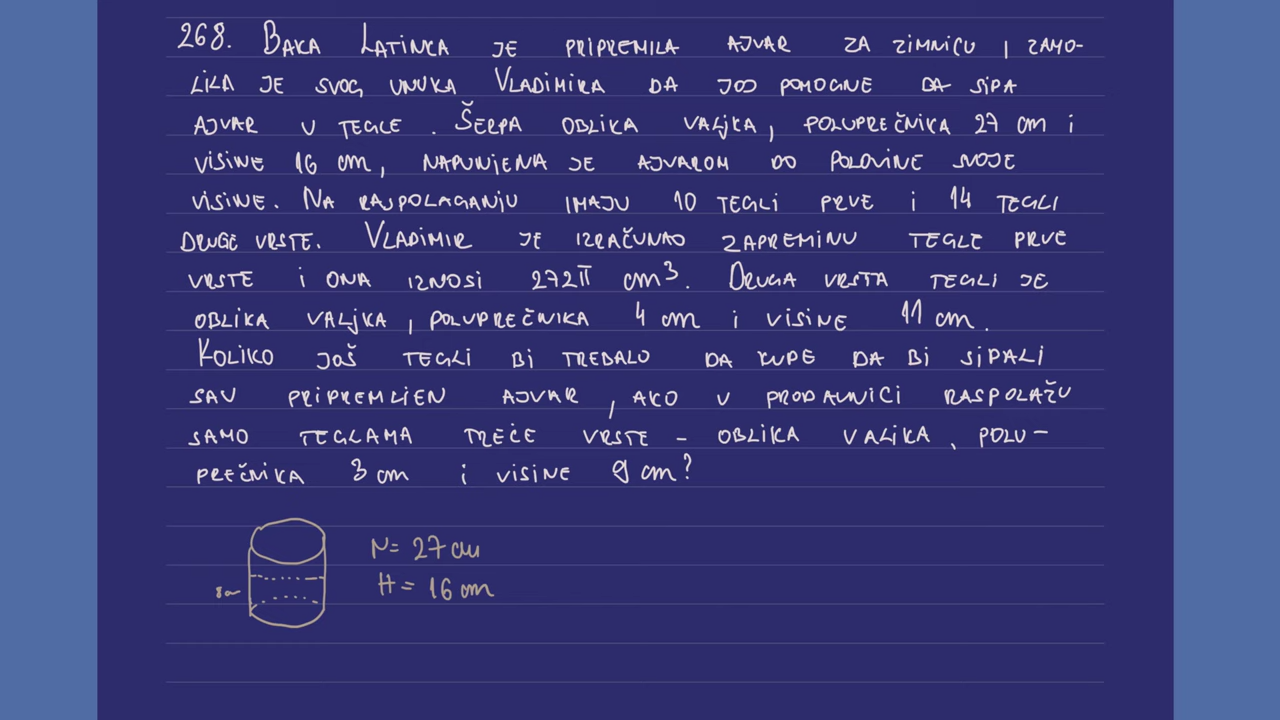 268. BAKA LATINKA JE PRIPREMILA AJVAR ZA ZIMNICU, ZAMO-
LILA JE SVOG UNUKA VLADIMIRA DA JOJ POMOGNE DA SIPA
AJVAR U TEGLE. ŠERPA OBLIKA VALJKA, POLUPREČNIKA 27 cm i
VISINE 16 cm, NAPUNJENA JE AJVAROM DO POLOVINE SVOJE
VISINE. NA RASPOLAGANJU IMAJU 10 TEGLI PRVE i 14 TEGLI
DRUGE VRSTE. VLADIMIR JE IZRAČUNAO ZAPREMINU TEGLE PRVE
VRSTE i ONA IZNOSI 272π cm³. DRUGA VRSTA TEGLI JE
OBLIKA VALJKA, POLUPREČNIKA 4 cm i VISINE 11 cm.
KOLIKO JOŠ TEGLI BI TREBALO DA KUPE DA BI SIPALI
SAV PRIPREMLJEN AJVAR, AKO U PRODAVNICI RASPOLAŽU
SAMO TEGLAMA TREĆE VRSTE – OBLIKA VALJKA, POLU-
PREČNIKA 3 cm i VISINE 9 cm?
r = 27 cm
H = 16 cm